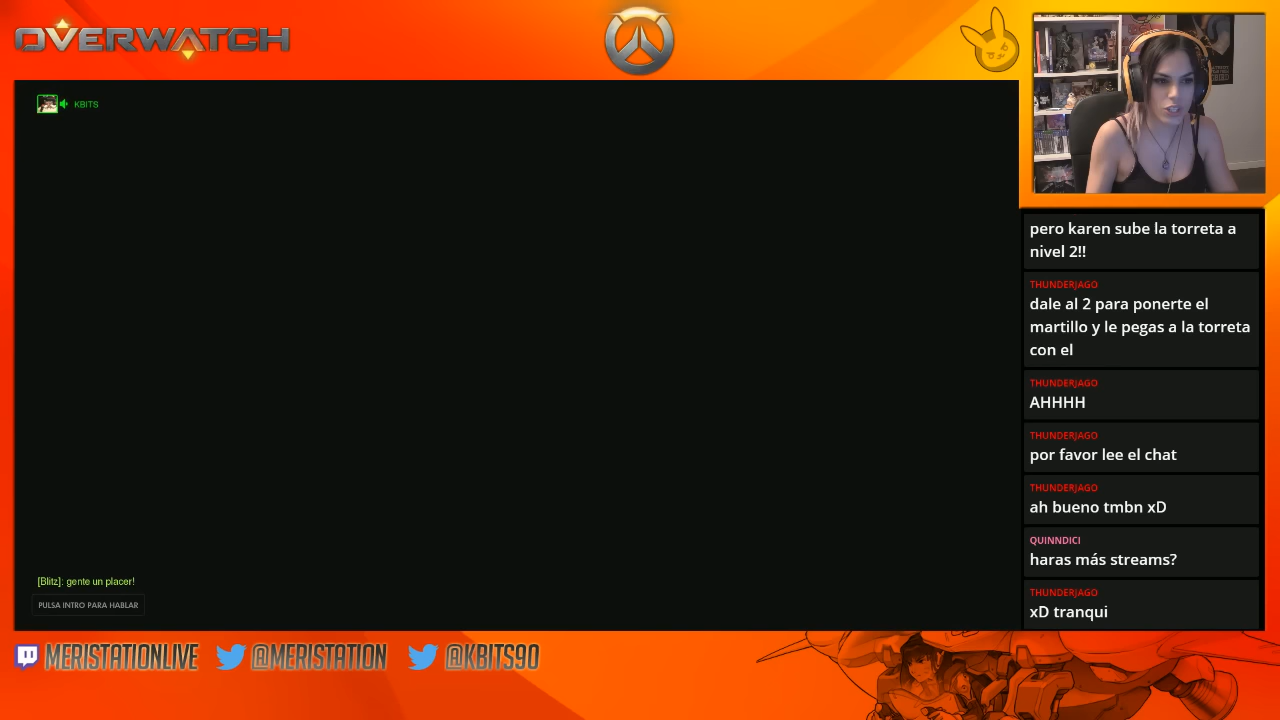 OVERWATCH
KBITS
pero karen sube la torreta a
nivel 2!!
THUNDERJAGO
dale al 2 para ponerte el
martillo y le pegas a la torreta
con el
THUNDERJAGO
AHHHH
THUNDERJAGO
por favor lee el chat
THUNDERJAGO
ah bueno tmbn xD
QUINNDICI
haras más streams?
THUNDERJAGO
xD tranqui
[Blitz]: gente un placer!
PULSA INTRO PARA HABLAR
MERISTATIONLIVE @MERISTATION @KBITS90